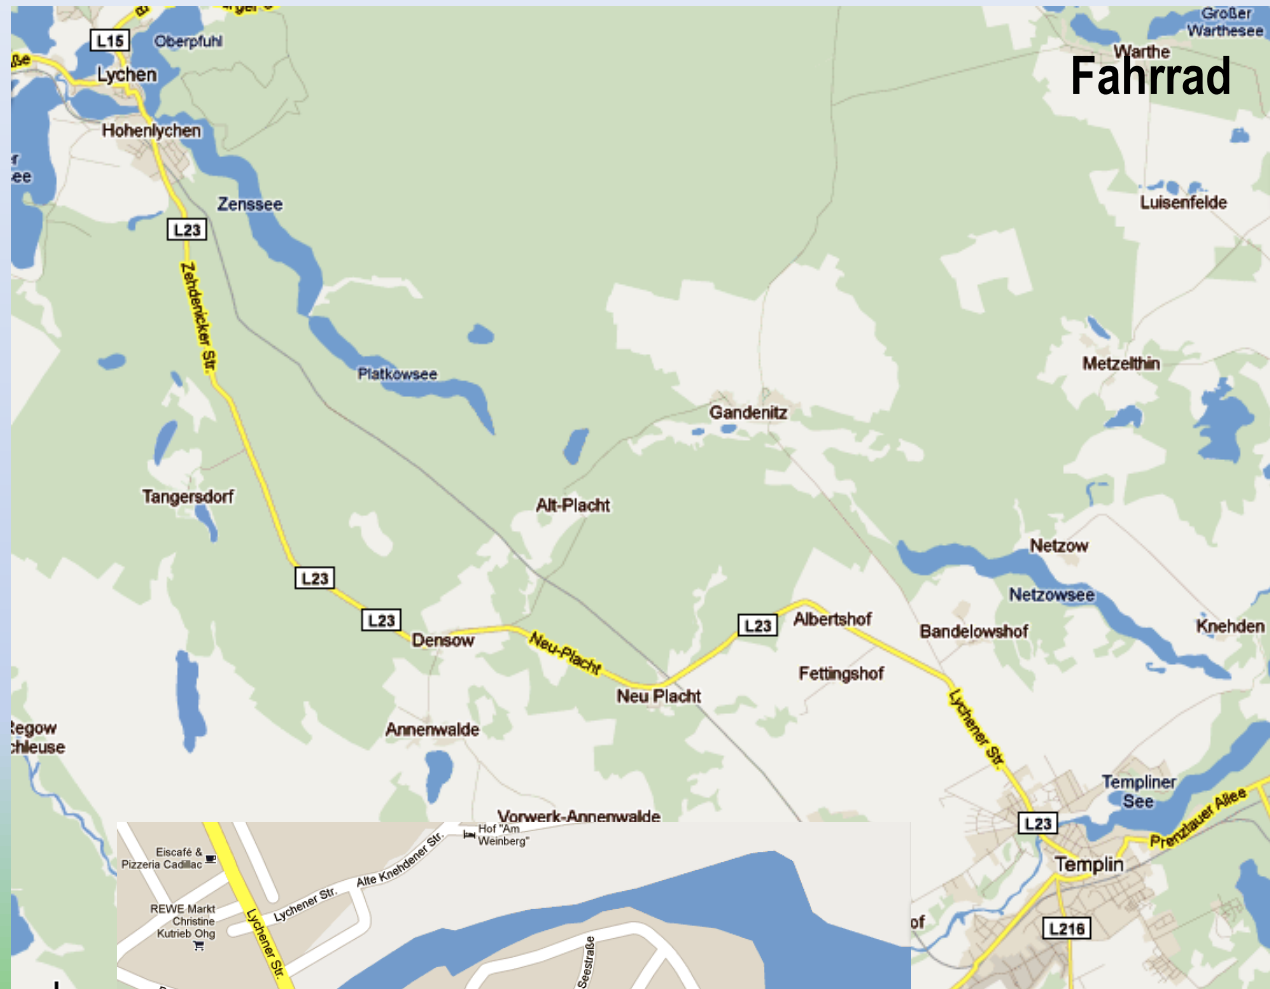 L15
Oberpfuhl
Lychen
Hohenlychen
Zenssee
L23
Zehdenicker Str.
Großer
Warthesee
Warthe
Fahrrad
Luisenfelde
Metzelthin
Platkowsee
Gandenitz
Tangersdorf
Alt-Placht
L23
L23
Densow
Neu-Placht
Neu Placht
L23
Albertshof
Fettingshof
Bandelowshof
Netzow
Netzowsee
Knehden
Annenwalde
Lychener Str.
Templiner
See
Prenzlauer Allee
L23
Templin
L216
Vorwerk-Annenwalde
Hof "Am
Weinberg"
Eiscafé &
Pizzeria Cadillac
Alte Knehdener Str.
Lychener Str.
REWE Markt
Christine
Kutrieb Ohg
Lychener Str.
Seestraße